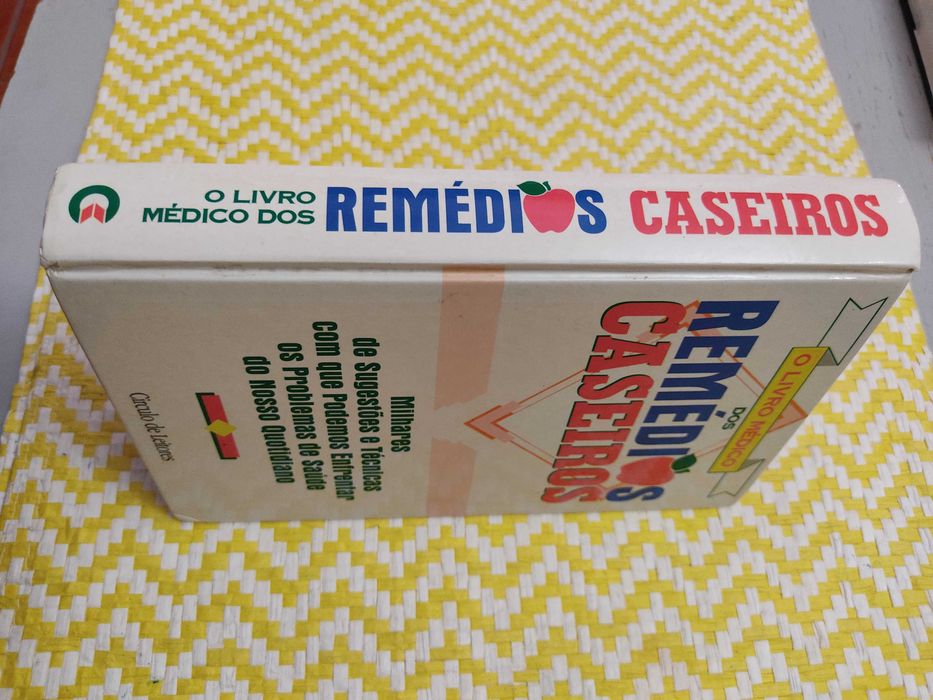 O LIVRO
MÉDICO DOS
REMÉDIOS CASEIROS
O LIVRO MÉDICO
DOS
REMÉDIOS
CASEIROS
Milhares
de Sugestões e Técnicas
com que Podemos Enfrentar
os Problemas de Saúde
do Nosso Quotidiano
Círculo de Leitores